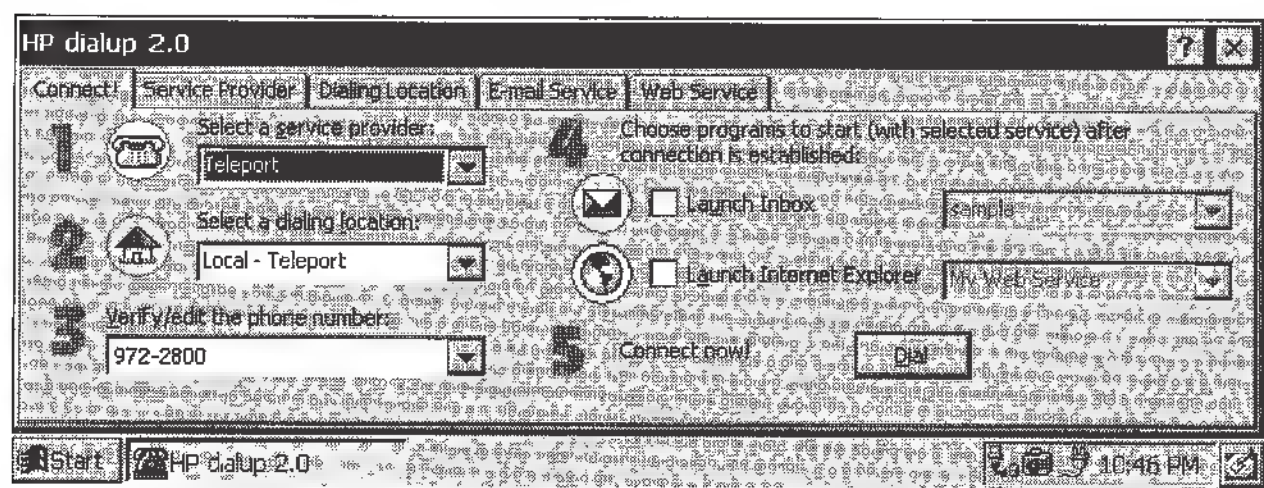 HP dialup 2.0
? ×
Connect! Service Provider Dialing Location E-mail Service Web Service
1 Select a service provider:
Teleport
2 Select a dialing location:
Local - Teleport
3 Verify/edit the phone number:
972-2800
4 Choose programs to start (with selected service) after
connection is established:
Launch Inbox sample
Launch Internet Explorer My Web Service
5 Connect now! Dial
Start HP dialup 2.0 10:46 PM